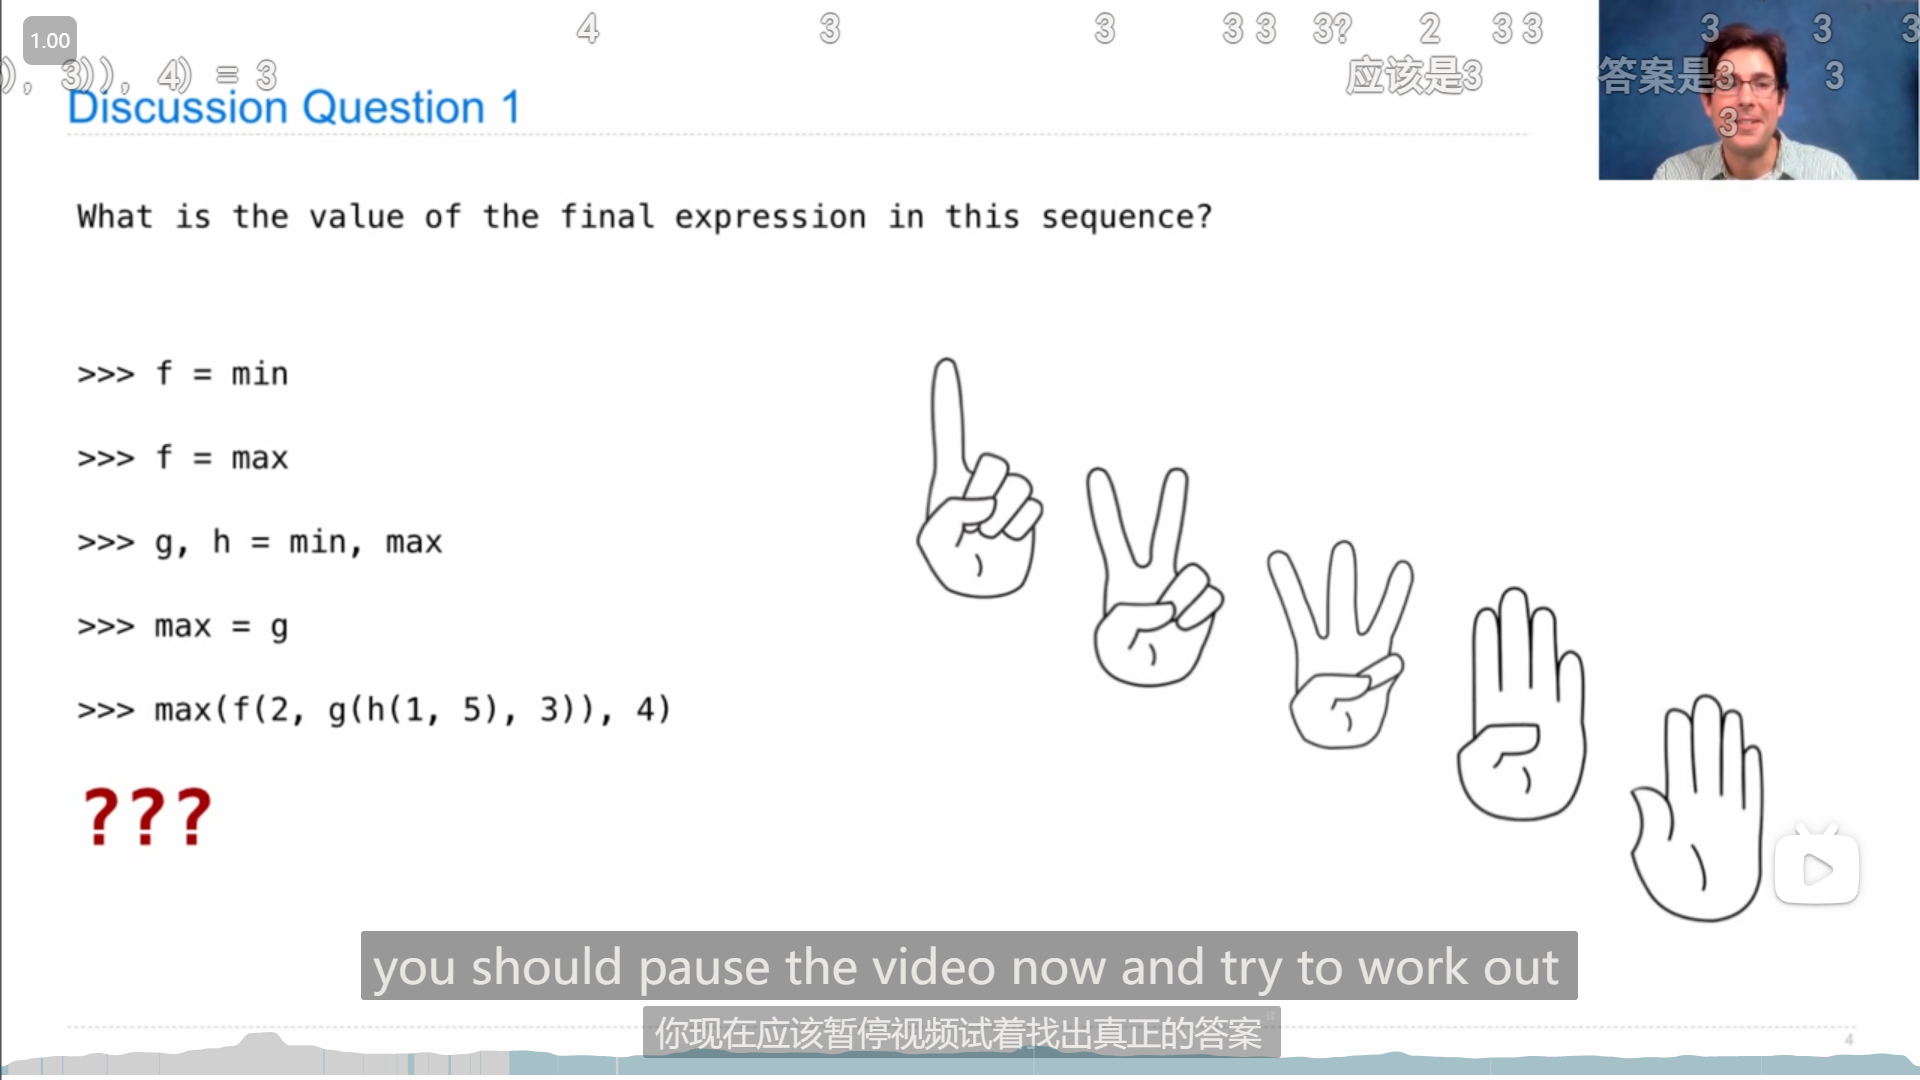 4 3 3 3 3 3? 2 3 3 3 3 3
1.00
), 3)), 4) = 3 应该是3 答案是3 3
Discussion Question 1
3
What is the value of the final expression in this sequence?
>>> f = min
>>> f = max
>>> g, h = min, max
>>> max = g
>>> max(f(2, g(h(1, 5), 3)), 4)
???
you should pause the video now and try to work out
你现在应该暂停视频试着找出真正的答案
4